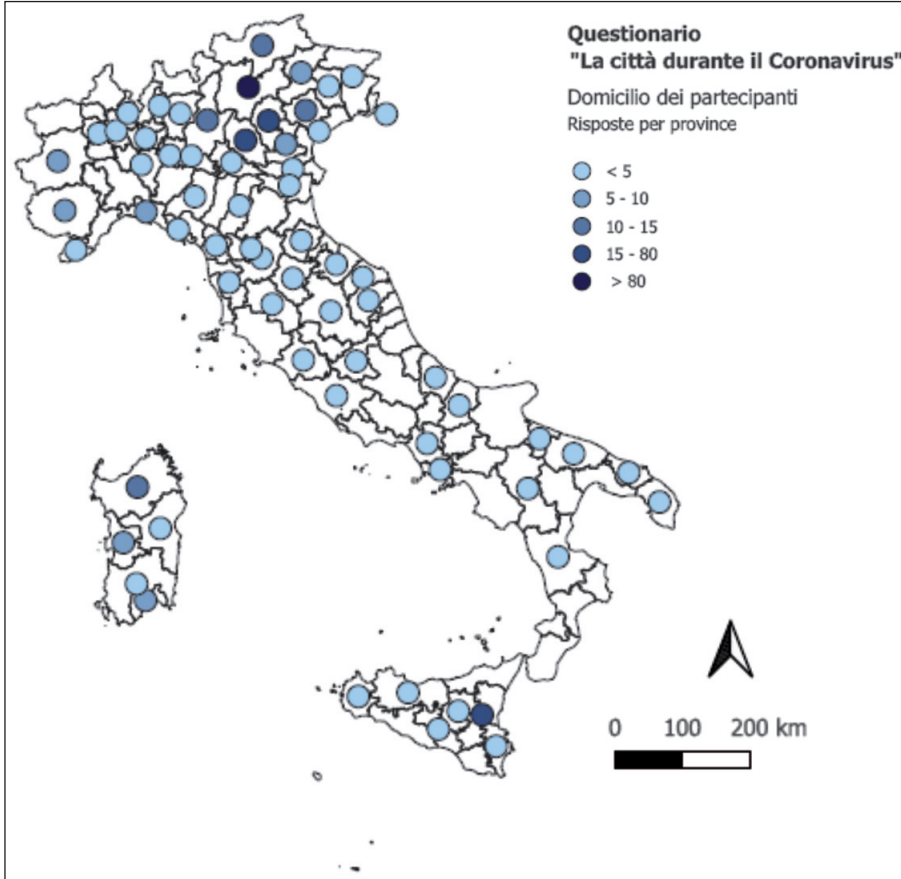 Questionario
"La città durante il Coronavirus"
Domicilio dei partecipanti
Risposte per province
< 5
5 - 10
10 - 15
15 - 80
> 80
0 100 200 km